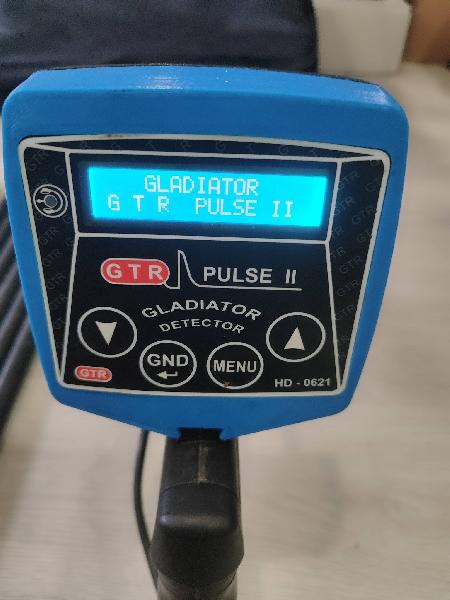 GLADIATOR
G T R PULSE II
GTR PULSE II
GLADIATOR
DETECTOR
GND MENU
GTR
HD - 0621